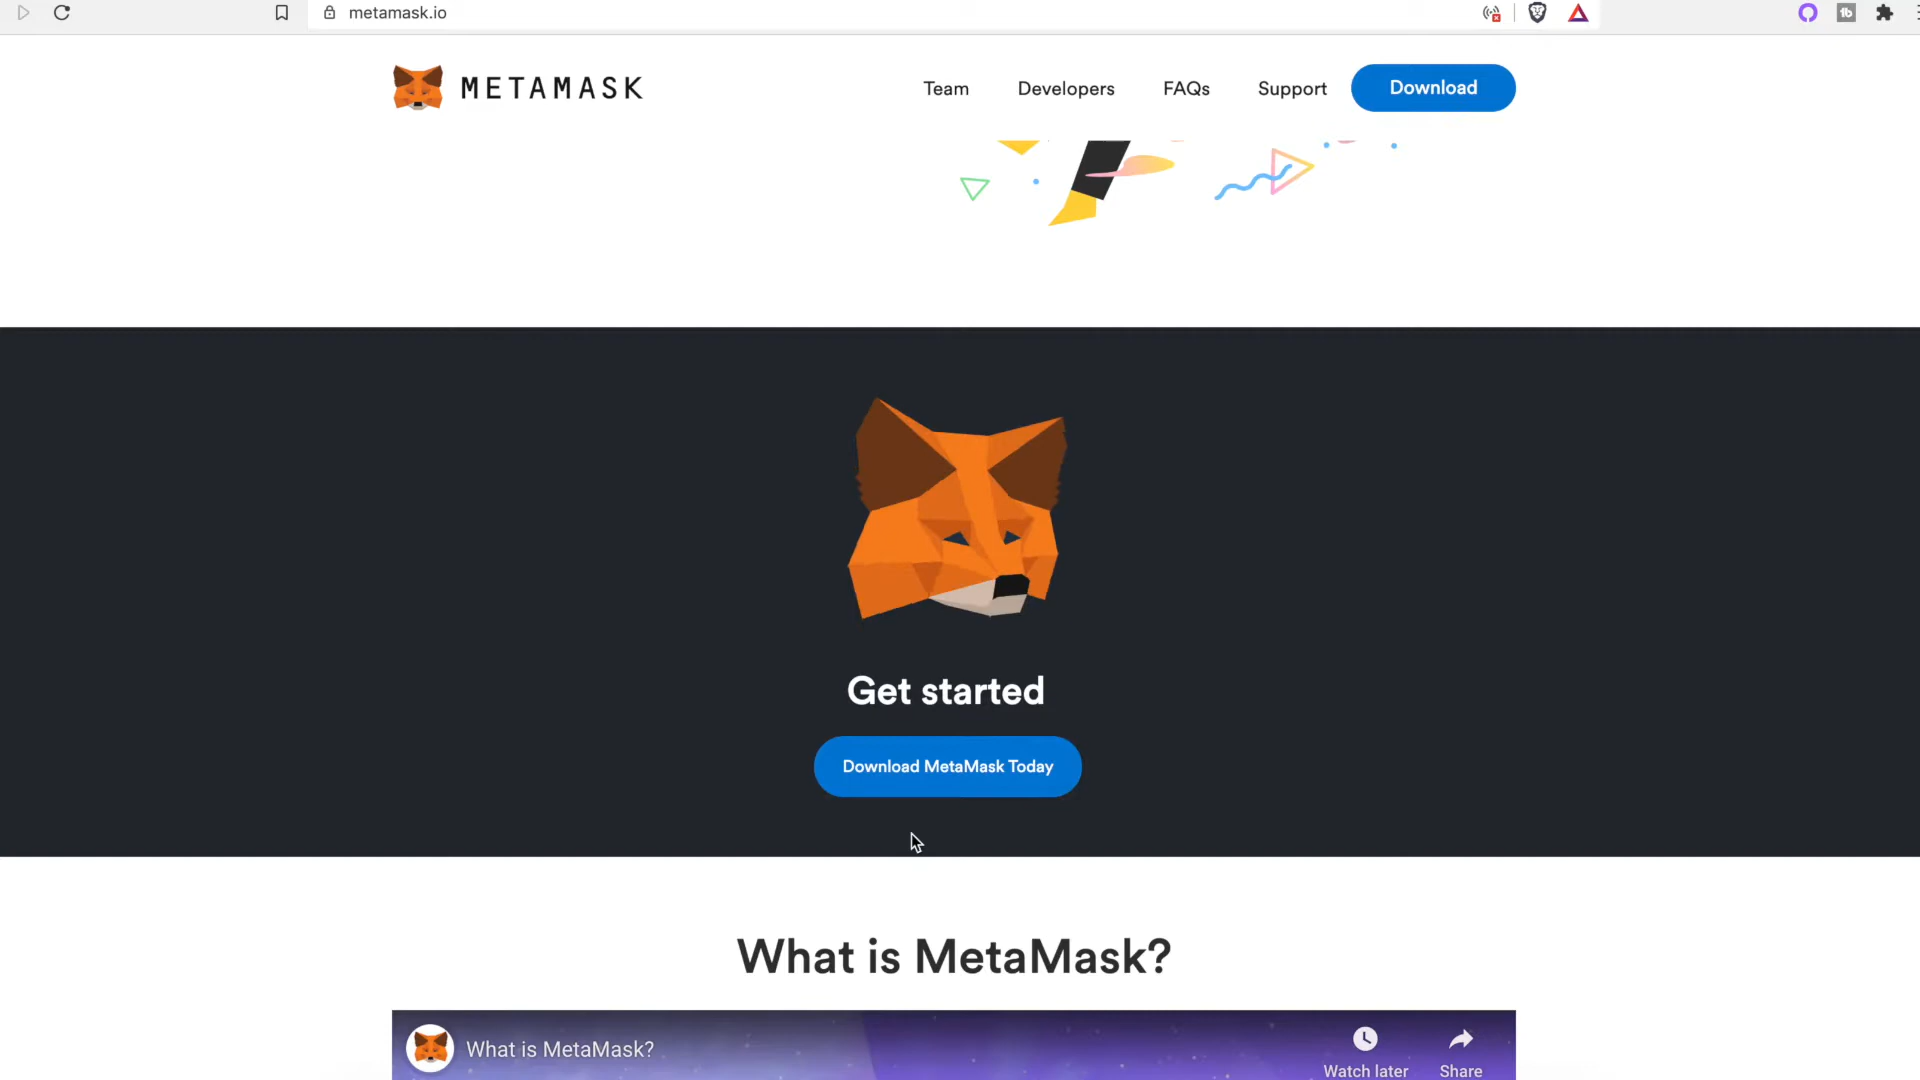 metamask.io
METAMASK
Team
Developers
FAQs
Support
Download
Get started
Download MetaMask Today
What is MetaMask?
What is MetaMask?
Watch later
Share